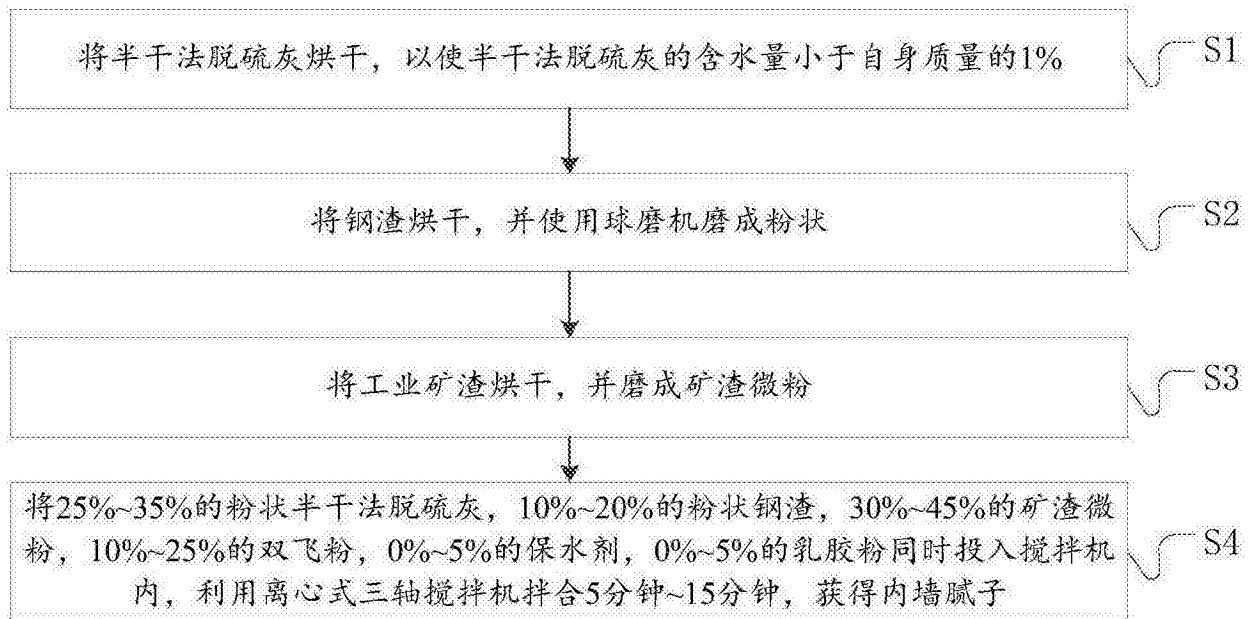 将半干法脱硫灰烘干，以使半干法脱硫灰的含水量小于自身质量的1%
S1
将钢渣烘干，并使用球磨机磨成粉状
S2
将工业矿渣烘干，并磨成矿渣微粉
S3
将25%~35%的粉状半干法脱硫灰，10%~20%的粉状钢渣，30%~45%的矿渣微
粉，10%~25%的双飞粉，0%~5%的保水剂，0%~5%的乳胶粉同时投入搅拌机
内，利用离心式三轴搅拌机拌合5分钟~15分钟，获得内墙腻子
S4